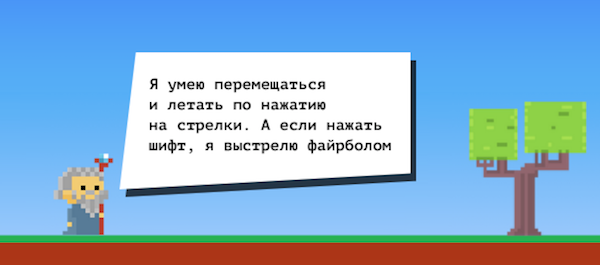 Я умею перемещаться
и летать по нажатию
на стрелки. А если нажать
шифт, я выстрелю файрболом